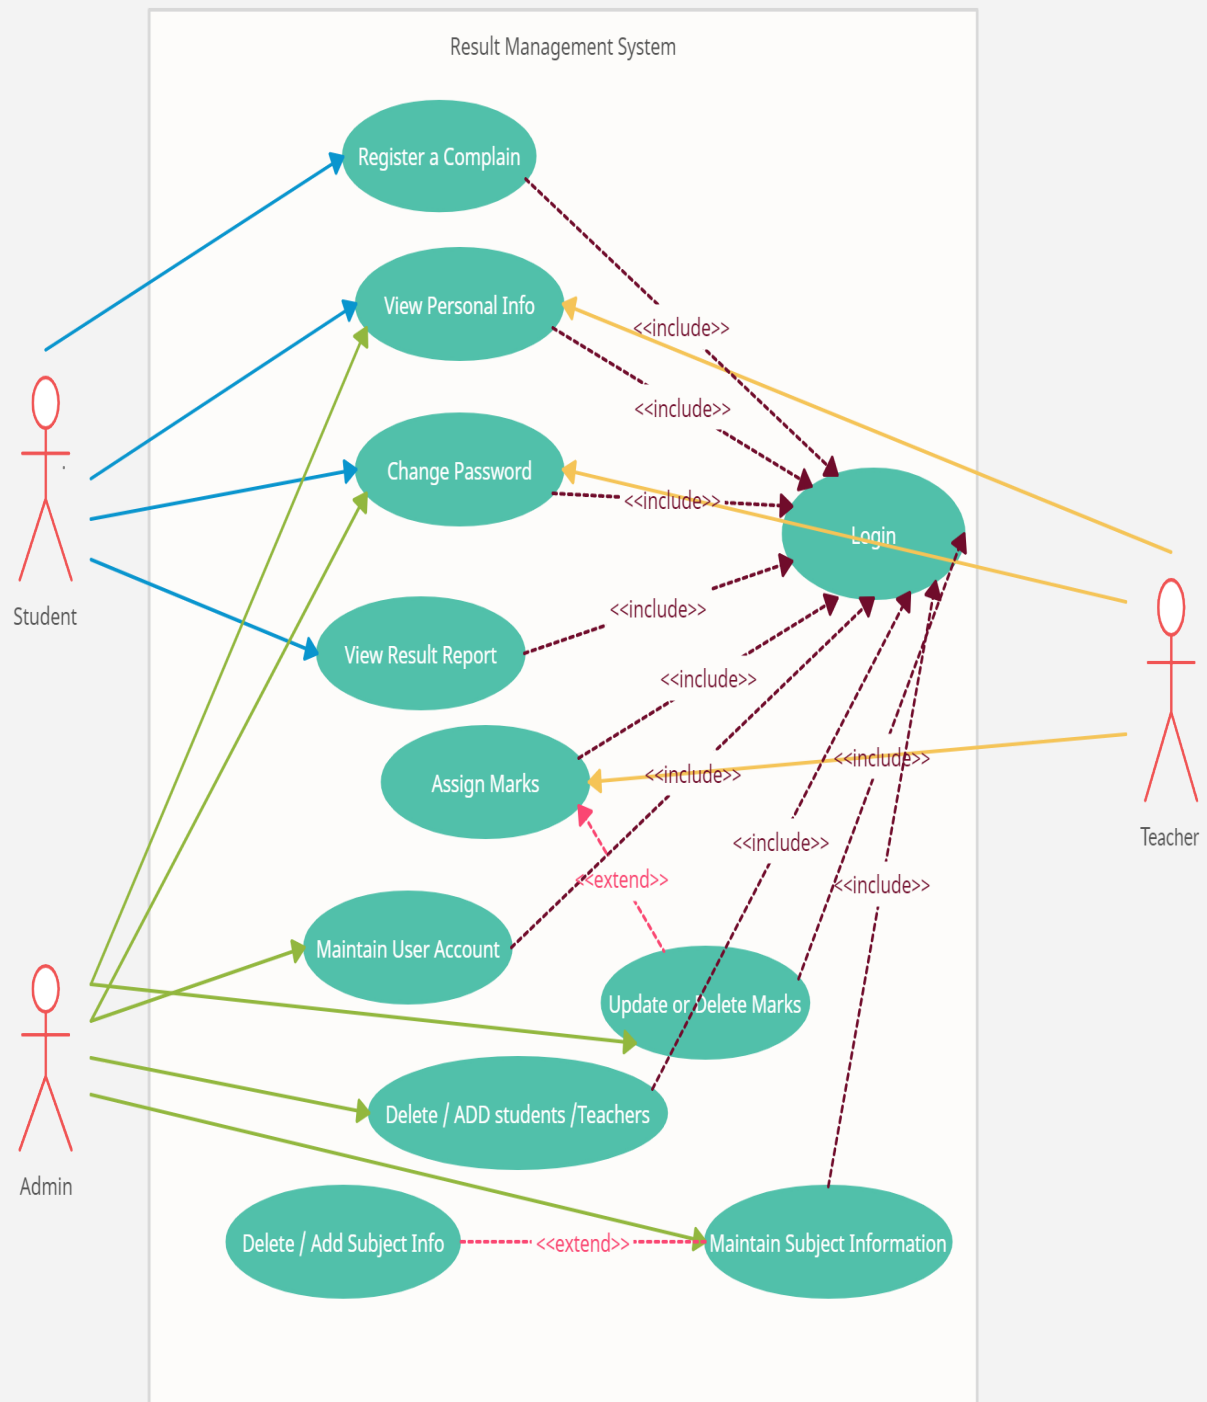 Result Management System
Register a Complain
View Personal Info
<<include>>
<<include>>
Change Password
<<include>>
Login
<<include>>
Student
View Result Report
<<include>>
<<include>>
<<include>>
Assign Marks
Teacher
<<include>>
<<extend>>
<<include>>
Maintain User Account
Update or Delete Marks
Delete / ADD students /Teachers
Admin
Delete / Add Subject Info
<<extend>>
Maintain Subject Information